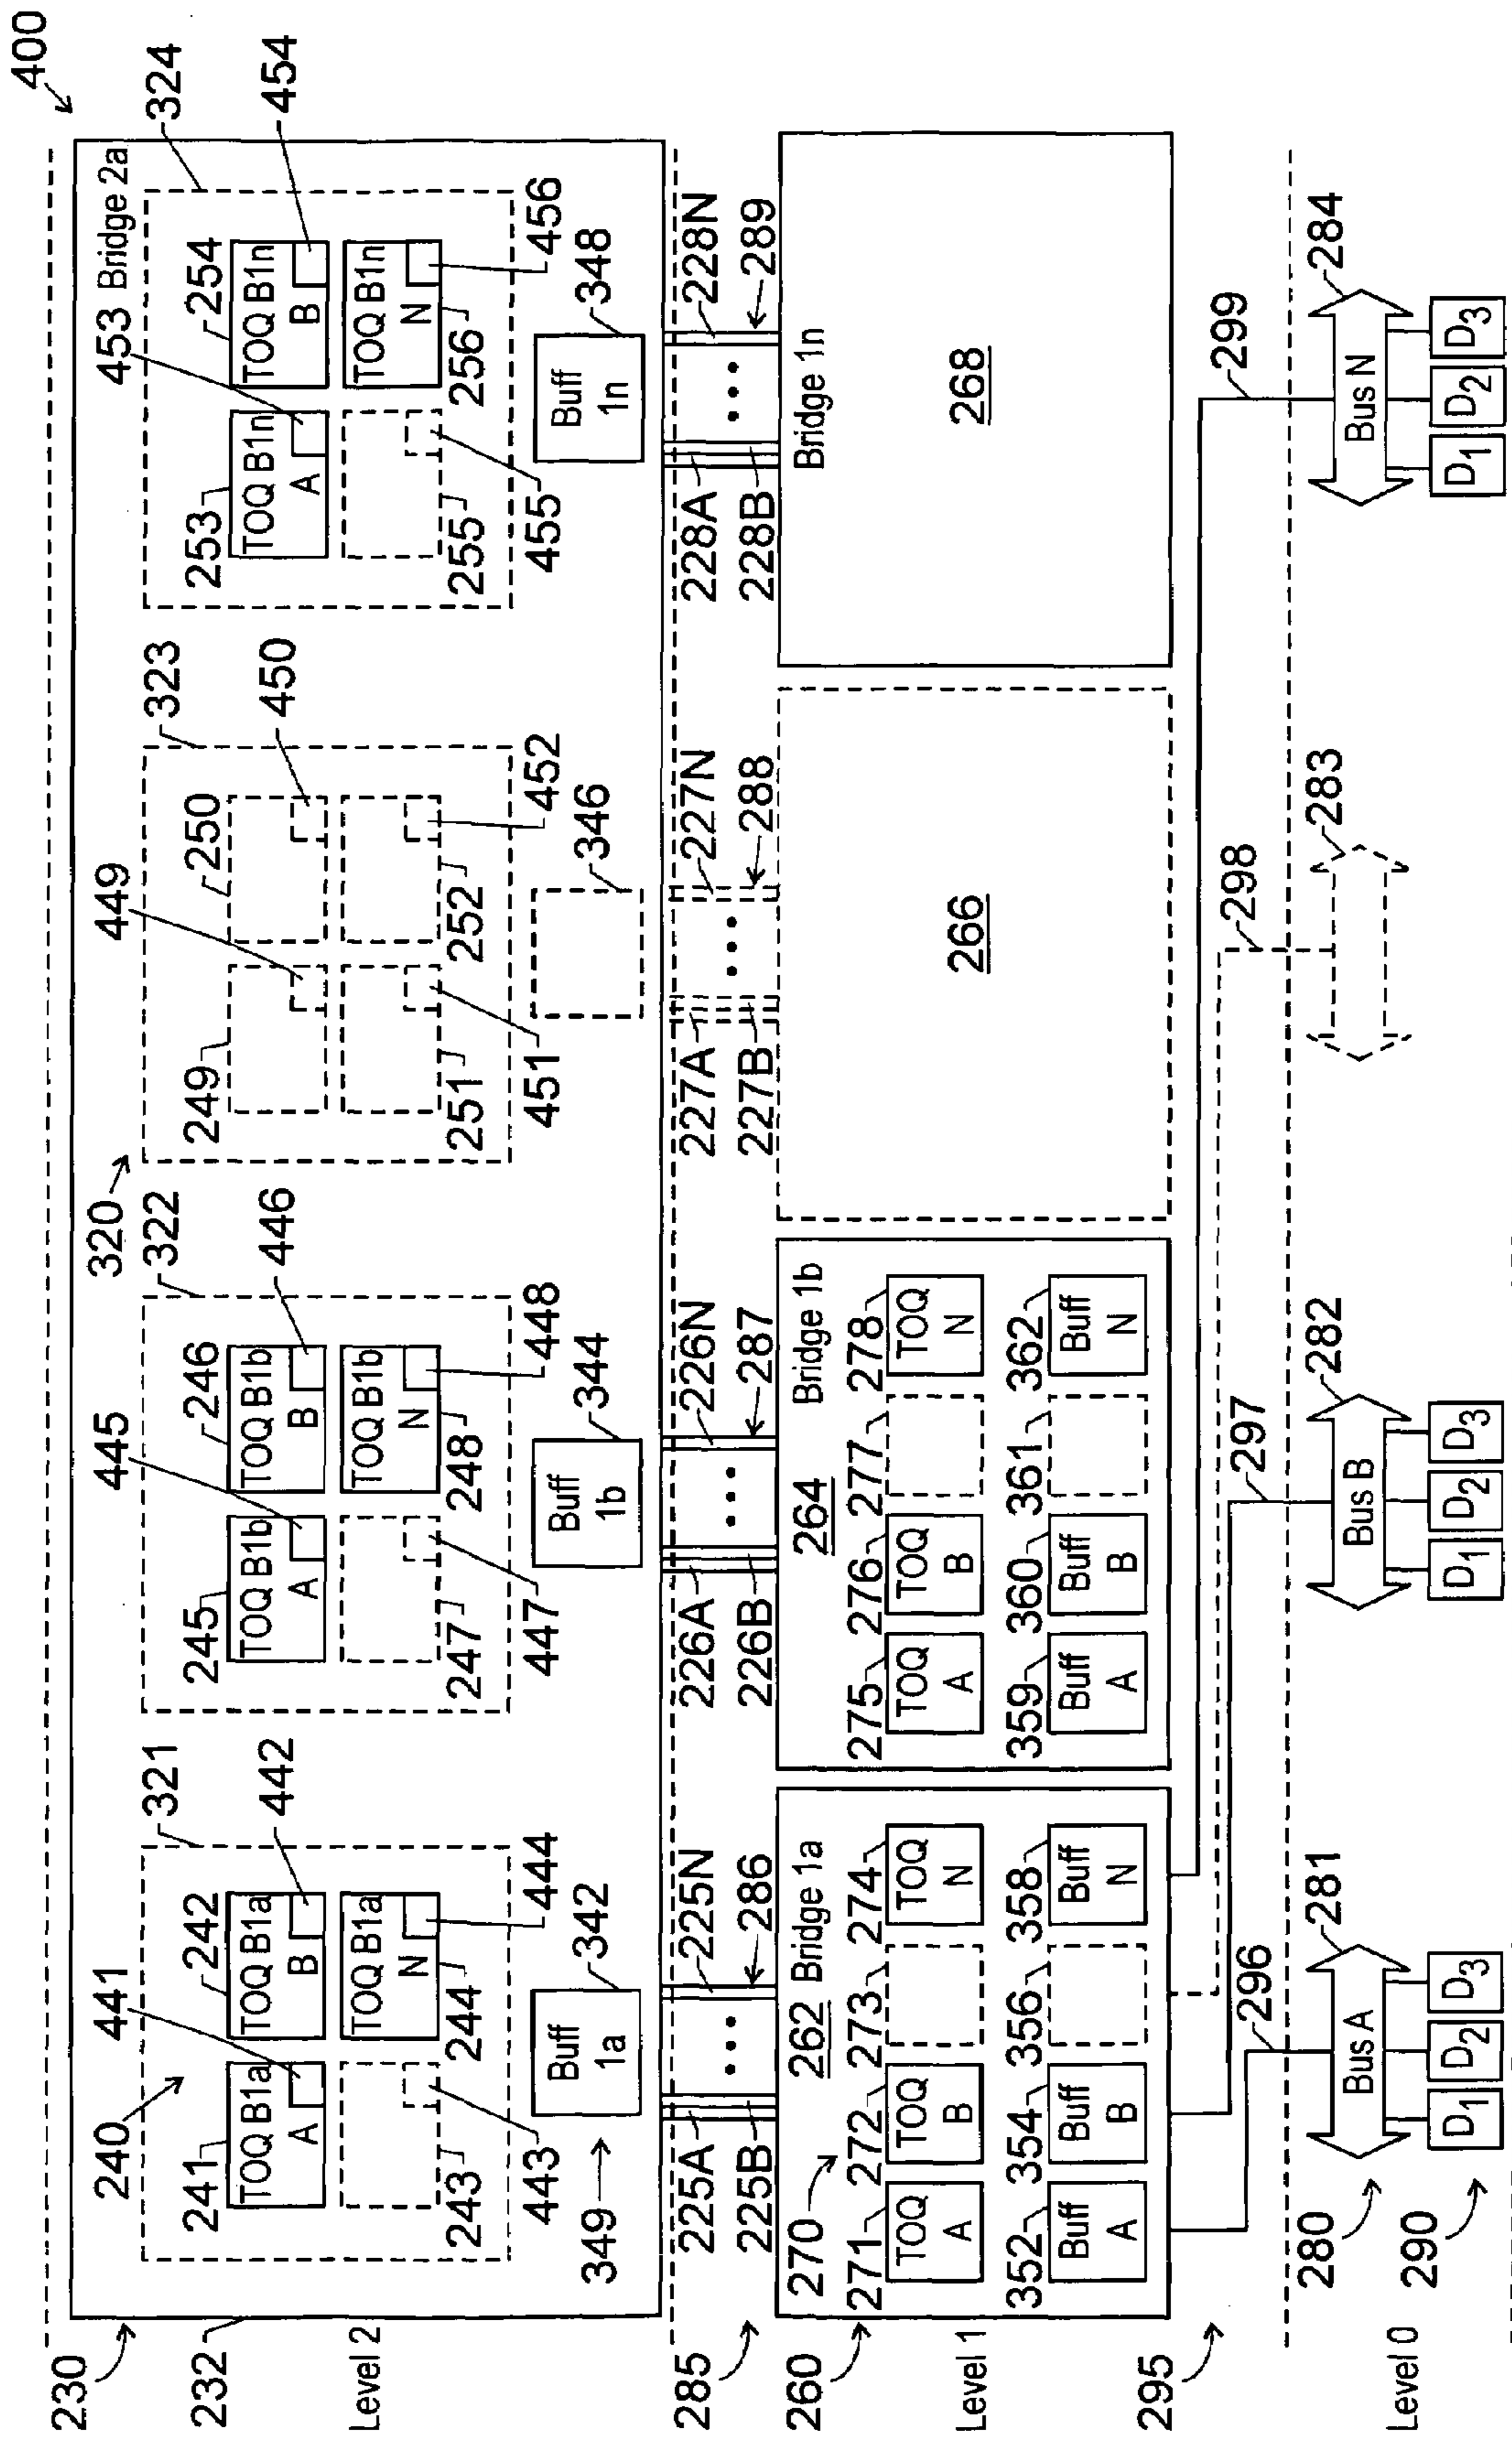 400
230
232
Level 2
240
241
TOQ B1a
A
441
242
TOQ B1a
B
442
321
243
443
244
TOQ B1a
N
444
349
342
Buff
1a
320
322
245
TOQ B1b
A
445
246
TOQ B1b
B
446
247
447
248
TOQ B1b
N
448
344
Buff
1b
323
249
449
250
450
251
451
252
452
346
Bridge 2a
324
253
TOQ B1n
A
453
254
TOQ B1n
B
454
255
455
256
TOQ B1n
N
456
348
Buff
1n
285
225A
225B
•••
225N
286
226A
226B
•••
226N
287
227A
227B
•••
227N
288
228A
228B
•••
228N
289
260
Level 1
262
Bridge 1a
270
271
TOQ
A
272
TOQ
B
273
274
TOQ
N
352
Buff
A
354
Buff
B
356
358
Buff
N
264
Bridge 1b
275
TOQ
A
276
TOQ
B
277
278
TOQ
N
359
Buff
A
360
Buff
B
361
362
Buff
N
266
Bridge 1n
268
295
296
297
298
299
Level 0
280
290
281
Bus A
D1
D2
D3
282
Bus B
D1
D2
D3
283
284
Bus N
D1
D2
D3